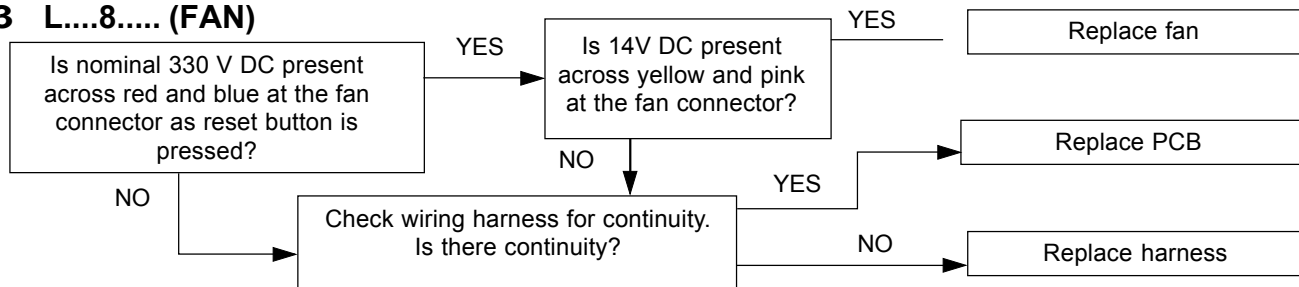 3 L....8..... (FAN)
Is nominal 330 V DC present
across red and blue at the fan
connector as reset button is
pressed?
YES
Is 14V DC present
across yellow and pink
at the fan connector?
YES
Replace fan
NO
NO
Check wiring harness for continuity.
Is there continuity?
YES
Replace PCB
NO
Replace harness